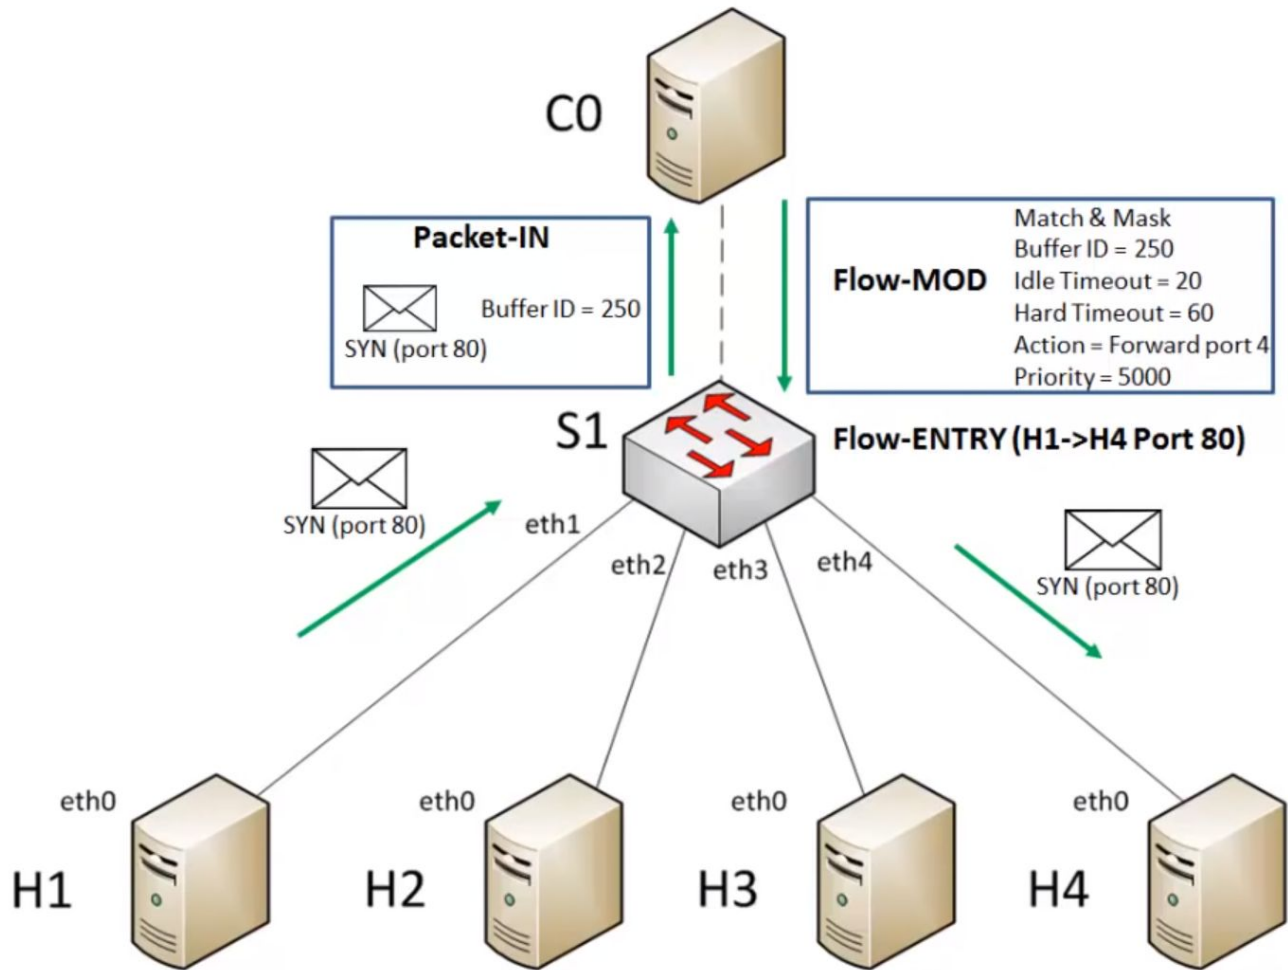 C0
Packet-IN
Buffer ID = 250
SYN (port 80)
Flow-MOD
Match & Mask
Buffer ID = 250
Idle Timeout = 20
Hard Timeout = 60
Action = Forward port 4
Priority = 5000
S1
Flow-ENTRY (H1->H4 Port 80)
SYN (port 80)
eth1
eth2
eth3
eth4
SYN (port 80)
eth0
eth0
eth0
eth0
H1
H2
H3
H4